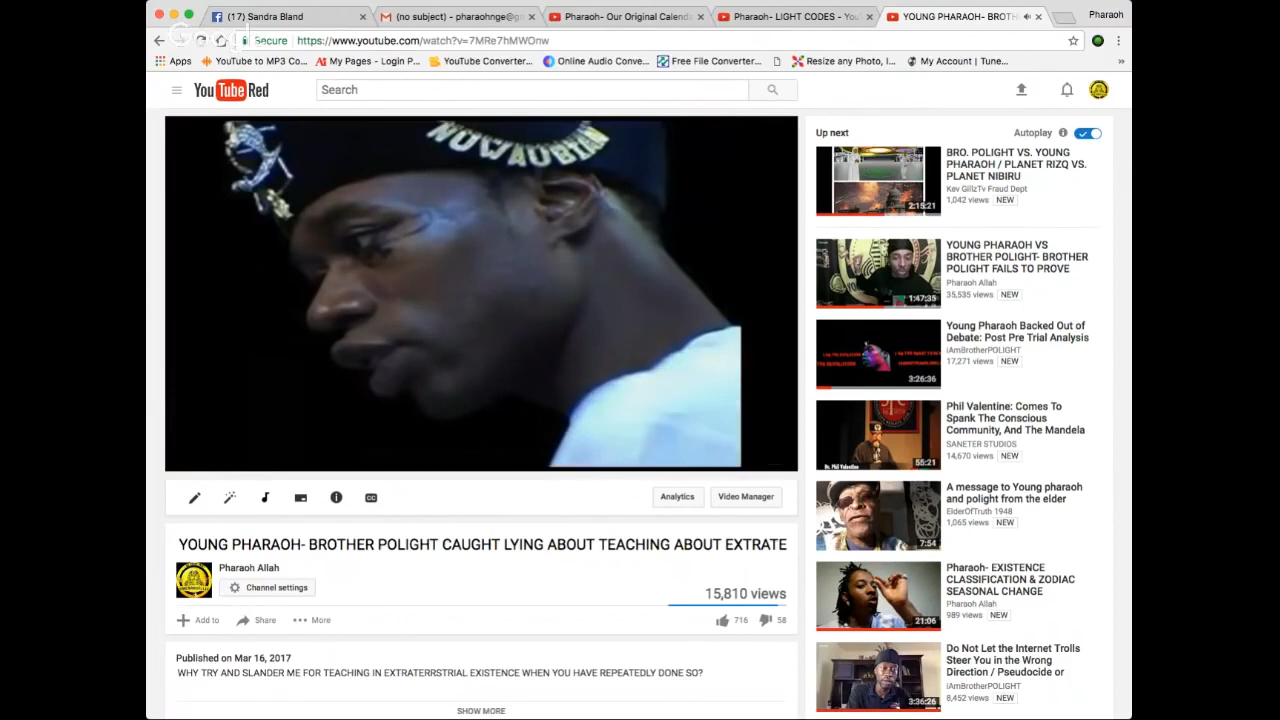 (17) Sandra Bland
(no subject) - pharaohnge@g
Pharaoh- Our Original Calenda
Pharaoh- LIGHT CODES - YouT
YOUNG PHARAOH- BROTH
Pharaoh
Secure
https://www.youtube.com/watch?v=7MRe7hMWOnw
Apps
YouTube to MP3 Co...
My Pages - Login P...
YouTube Converter...
Online Audio Conve...
Free File Converter...
Resize any Photo, I...
My Account | Tune...
»
YouTube Red
Search
NUWAUBIAN
Up next
Autoplay
BRO. POLIGHT VS. YOUNG
PHARAOH / PLANET RIZQ VS.
PLANET NIBIRU
Kev GillzTv Fraud Dept
1,042 views NEW
2:15:21
YOUNG PHARAOH VS
BROTHER POLIGHT- BROTHER
POLIGHT FAILS TO PROVE
Pharaoh Allah
35,535 views NEW
1:47:35
Young Pharaoh Backed Out of
Debate: Post Pre Trial Analysis
iAmBrotherPOLIGHT
17,271 views NEW
3:26:36
Phil Valentine: Comes To
Spank The Conscious
Community, And The Mandela
SANETER STUDIOS
14,670 views NEW
Dr. Phil Valentine
55:21
A message to Young pharaoh
and polight from the elder
ElderOfTruth 1948
1,065 views NEW
7:54
Pharaoh- EXISTENCE
CLASSIFICATION & ZODIAC
SEASONAL CHANGE
Pharaoh Allah
989 views NEW
21:06
Do Not Let the Internet Trolls
Steer You in the Wrong
Direction / Pseudocide or
iAmBrotherPOLIGHT
8,452 views NEW
3:36:26
CC
Analytics
Video Manager
YOUNG PHARAOH- BROTHER POLIGHT CAUGHT LYING ABOUT TEACHING ABOUT EXTRATE
Pharaoh Allah
Channel settings
15,810 views
Add to
Share
More
716
58
Published on Mar 16, 2017
WHY TRY AND SLANDER ME FOR TEACHING IN EXTRATERRSTRIAL EXISTENCE WHEN YOU HAVE REPEATEDLY DONE SO?
SHOW MORE